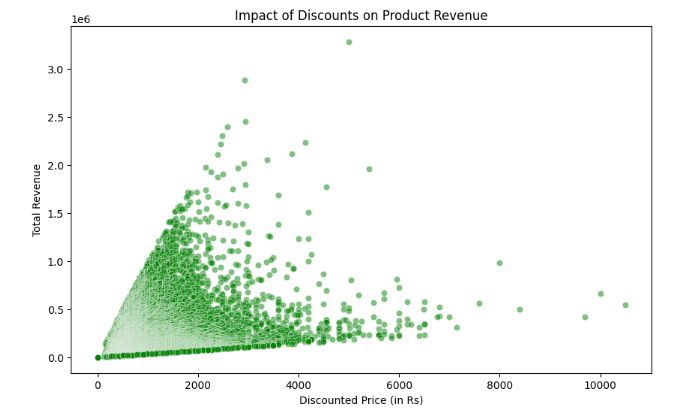 Impact of Discounts on Product Revenue
1e6
3.0
2.5
2.0
1.5
1.0
0.5
0.0
Total Revenue
0 2000 4000 6000 8000 10000
Discounted Price (in Rs)